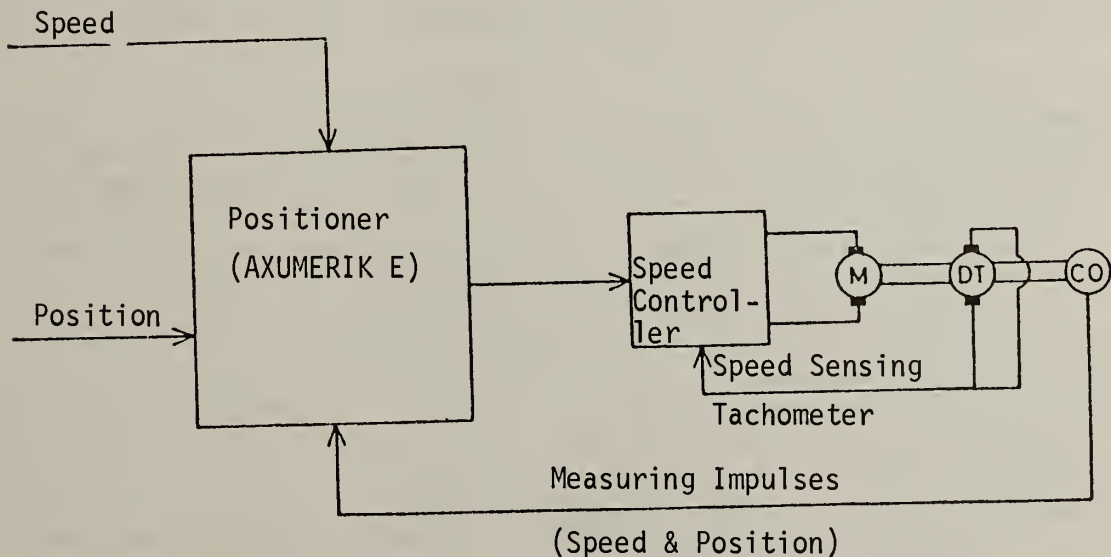 Speed
Positioner
(AXUMERIK E)
Position
Speed
Control-
ler
M
DT
CO
Speed Sensing
Tachometer
Measuring Impulses
(Speed & Position)